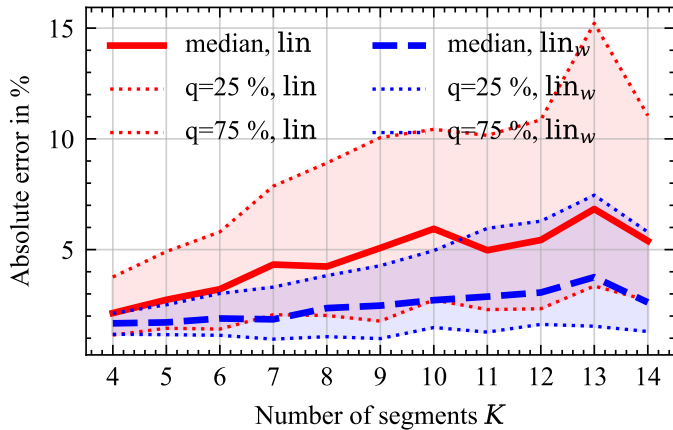 15
10
5
Absolute error in %
median, lin
q=25 %, lin
q=75 %, lin
median, lin_w
q=25 %, lin_w
q=75 %, lin_w
4 5 6 7 8 9 10 11 12 13 14
Number of segments K